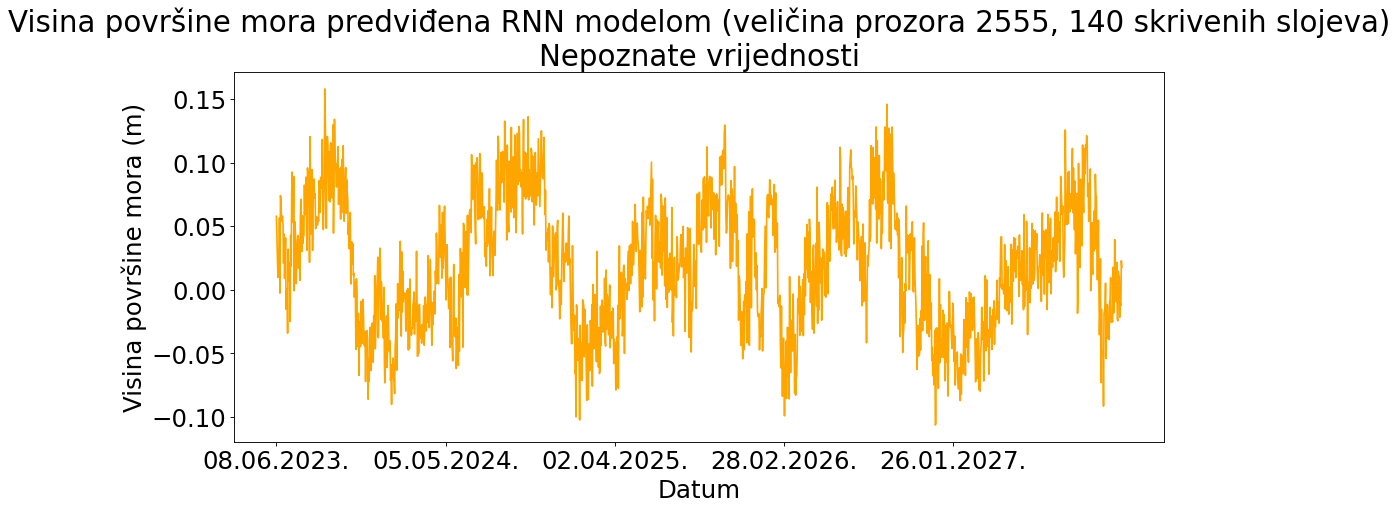 Visina površine mora predviđena RNN modelom (veličina prozora 2555, 140 skrivenih slojeva)
Nepoznate vrijednosti
Visina površine mora (m)
0.15
0.10
0.05
0.00
−0.05
−0.10
08.06.2023. 05.05.2024. 02.04.2025. 28.02.2026. 26.01.2027.
Datum